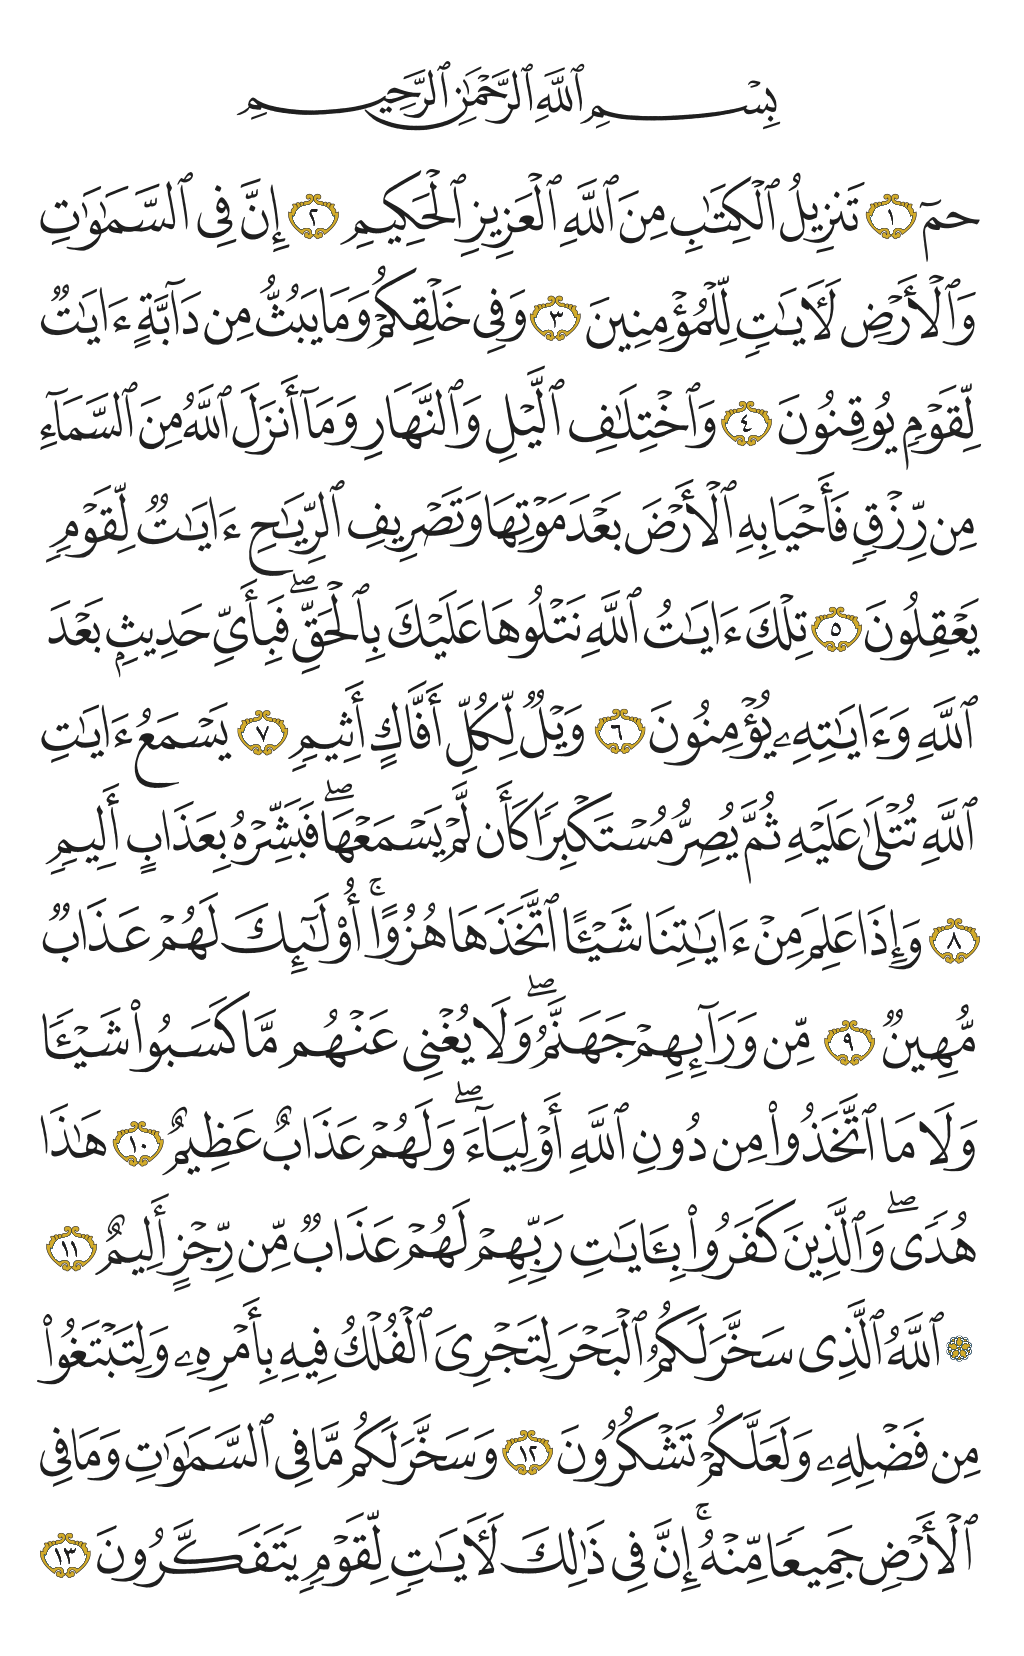 بِسْمِ ٱللَّهِ ٱلرَّحْمَٰنِ ٱلرَّحِيمِ
حمٓ ١ تَنزِيلُ ٱلْكِتَٰبِ مِنَ ٱللَّهِ ٱلْعَزِيزِ ٱلْحَكِيمِ ٢ إِنَّ فِى ٱلسَّمَٰوَٰتِ
وَٱلْأَرْضِ لَءَايَٰتٍ لِّلْمُؤْمِنِينَ ٣ وَفِى خَلْقِكُمْ وَمَا يَبُثُّ مِن دَآبَّةٍ ءَايَٰتٌ
لِّقَوْمٍ يُوقِنُونَ ٤ وَٱخْتِلَٰفِ ٱلَّيْلِ وَٱلنَّهَارِ وَمَآ أَنزَلَ ٱللَّهُ مِنَ ٱلسَّمَآءِ
مِن رِّزْقٍ فَأَحْيَا بِهِ ٱلْأَرْضَ بَعْدَ مَوْتِهَا وَتَصْرِيفِ ٱلرِّيَٰحِ ءَايَٰتٌ لِّقَوْمٍ
يَعْقِلُونَ ٥ تِلْكَ ءَايَٰتُ ٱللَّهِ نَتْلُوهَا عَلَيْكَ بِٱلْحَقِّ ۖ فَبِأَىِّ حَدِيثٍۭ بَعْدَ
ٱللَّهِ وَءَايَٰتِهِۦ يُؤْمِنُونَ ٦ وَيْلٌ لِّكُلِّ أَفَّاكٍ أَثِيمٍ ٧ يَسْمَعُ ءَايَٰتِ
ٱللَّهِ تُتْلَىٰ عَلَيْهِ ثُمَّ يُصِرُّ مُسْتَكْبِرًا كَأَن لَّمْ يَسْمَعْهَا ۖ فَبَشِّرْهُ بِعَذَابٍ أَلِيمٍ
٨ وَإِذَا عَلِمَ مِنْ ءَايَٰتِنَا شَيْـًٔا ٱتَّخَذَهَا هُزُوًا ۚ أُو۟لَٰٓئِكَ لَهُمْ عَذَابٌ
مُّهِينٌ ٩ مِّن وَرَآئِهِمْ جَهَنَّمُ ۖ وَلَا يُغْنِى عَنْهُم مَّا كَسَبُوا۟ شَيْـًٔا
وَلَا مَا ٱتَّخَذُوا۟ مِن دُونِ ٱللَّهِ أَوْلِيَآءَ ۖ وَلَهُمْ عَذَابٌ عَظِيمٌ ١٠ هَٰذَا
هُدًى ۖ وَٱلَّذِينَ كَفَرُوا۟ بِـَٔايَٰتِ رَبِّهِمْ لَهُمْ عَذَابٌ مِّن رِّجْزٍ أَلِيمٌ ١١
۞ ٱللَّهُ ٱلَّذِى سَخَّرَ لَكُمُ ٱلْبَحْرَ لِتَجْرِىَ ٱلْفُلْكُ فِيهِ بِأَمْرِهِۦ وَلِتَبْتَغُوا۟
مِن فَضْلِهِۦ وَلَعَلَّكُمْ تَشْكُرُونَ ١٢ وَسَخَّرَ لَكُم مَّا فِى ٱلسَّمَٰوَٰتِ وَمَا فِى
ٱلْأَرْضِ جَمِيعًا مِّنْهُ ۚ إِنَّ فِى ذَٰلِكَ لَءَايَٰتٍ لِّقَوْمٍ يَتَفَكَّرُونَ ١٣